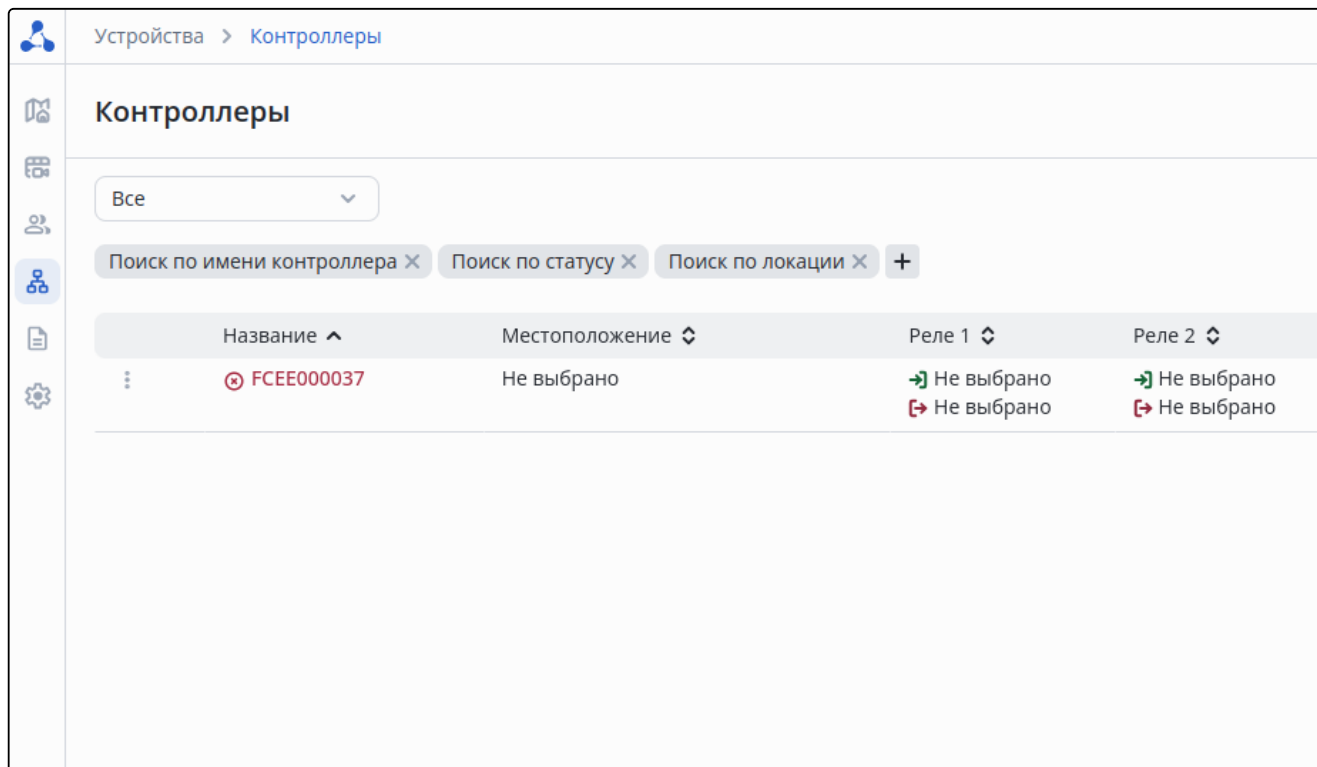 Устройства > Контроллеры
Контроллеры
Все
Поиск по имени контроллера Поиск по статусу Поиск по локации +
Название Местоположение Реле 1 Реле 2
FCEE000037 Не выбрано Не выбрано Не выбрано
Не выбрано Не выбрано